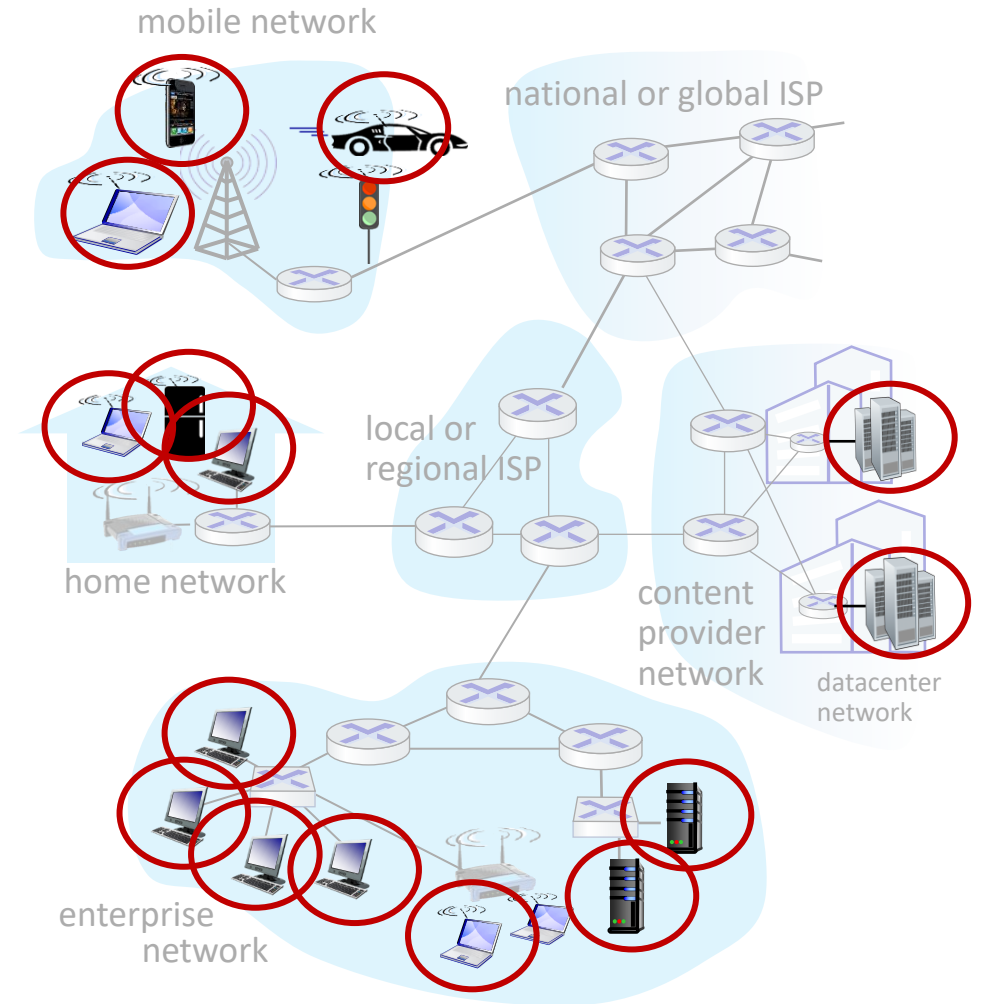 mobile network
national or global ISP
local or
regional ISP
home network
content
provider
network
datacenter
network
enterprise
network